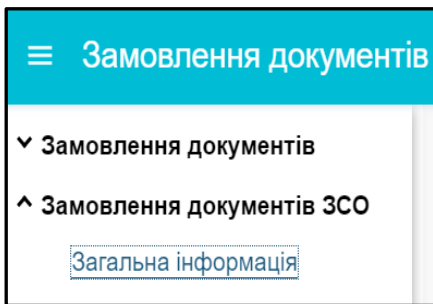 Замовлення документів
Замовлення документів
Замовлення документів ЗСО
Загальна інформація